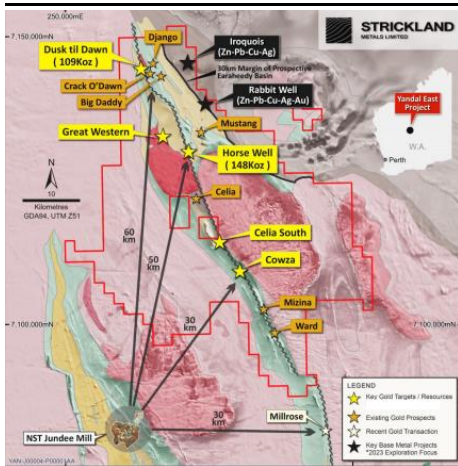 250,000mE
7,150,000mN
STRICKLAND
METALS LIMITED
Django
Dusk til Dawn
( 109Koz)
Iroquois
(Zn-Pb-Cu-Ag)
30km Margin of Prospective
Earaheedy Basin
Crack O'Dawn
Big Daddy
Rabbit Well
(Zn-Pb-Cu-Ag-Au)
Yandal East
Project
W.A.
Perth
Mustang
Great Western
Horse Well
( 148Koz)
N
10
Kilometres
GDA94, UTM Z51
Celia
60
km
50
km
Celia South
Cowza
30
km
Mizina
Ward
7,100,000mN
7,100,000mN
LEGEND
Key Gold Targets / Resources
Existing Gold Prospects
Recent Gold Transaction
Key Base Metal Projects
*2023 Exploration Focus
Millrose
30
km
NST Jundee Mill
YAN-J00004-P00001AA